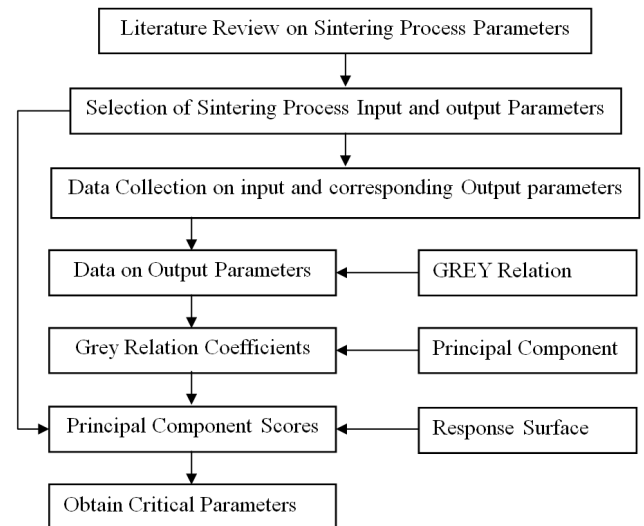 Literature Review on Sintering Process Parameters
Selection of Sintering Process Input and output Parameters
Data Collection on input and corresponding Output parameters
Data on Output Parameters
GREY Relation
Grey Relation Coefficients
Principal Component
Principal Component Scores
Response Surface
Obtain Critical Parameters